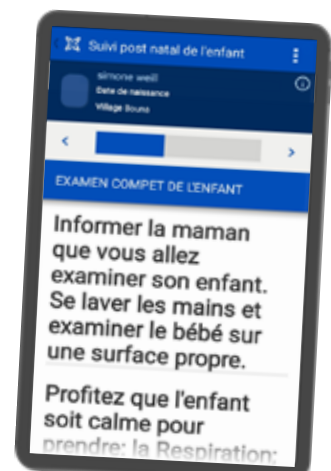 Suivi post natal de l'enfant
simone weill
Date de naissance
Village Bouna
EXAMEN COMPET DE L'ENFANT
Informer la maman
que vous allez
examiner son enfant.
Se laver les mains et
examiner le bébé sur
une surface propre.
Profitez que l'enfant
soit calme pour
prendre: la Respiration: